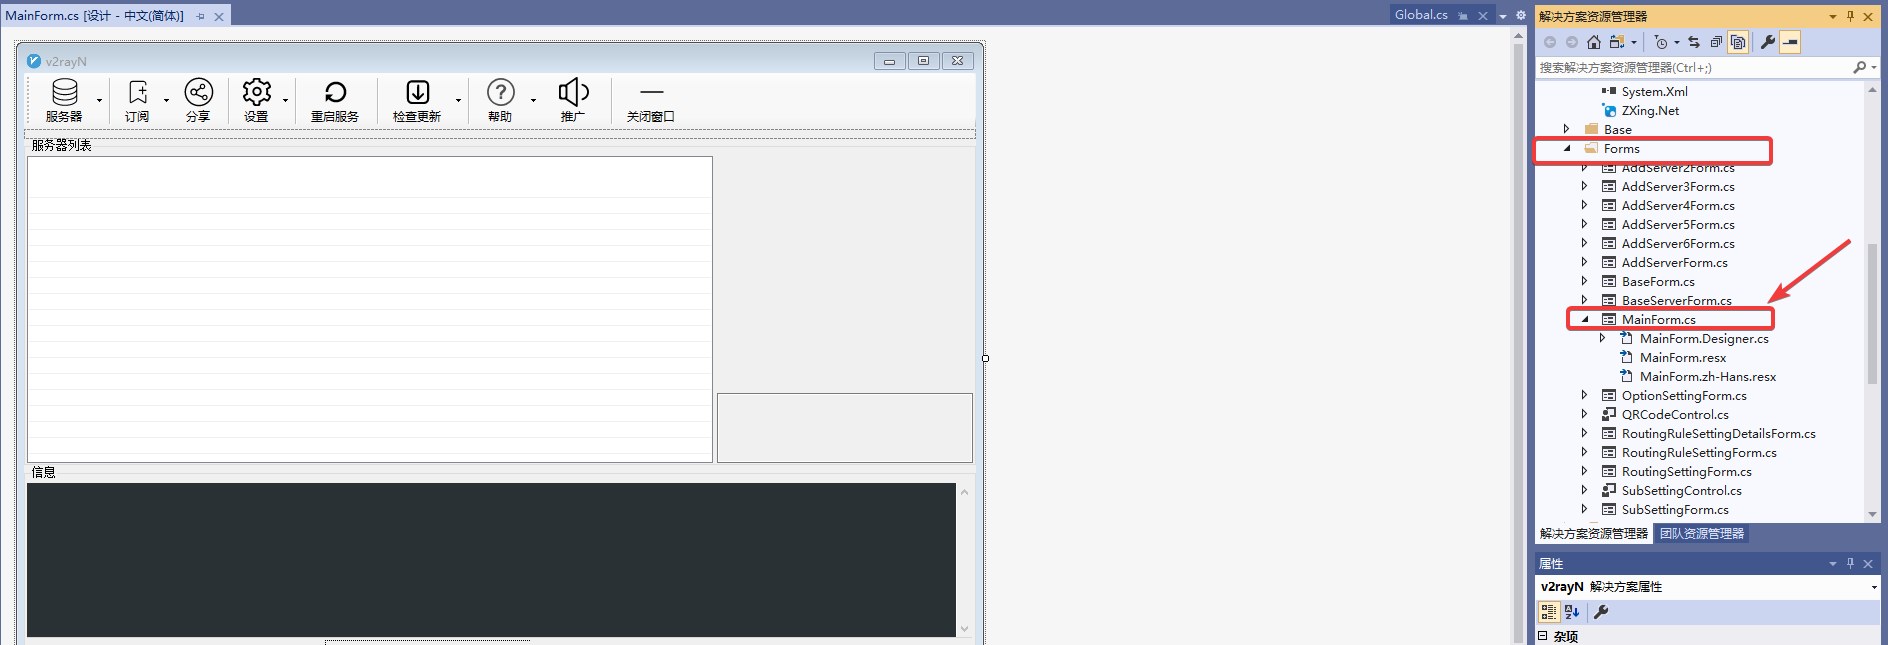 MainForm.cs [设计 - 中文(简体)]
Global.cs
解决方案资源管理器
v2rayN
服务器
订阅
分享
设置
重启服务
检查更新
帮助
推广
关闭窗口
服务器列表
信息
搜索解决方案资源管理器(Ctrl+;)
System.Xml
ZXing.Net
Base
Forms
AddServer2Form.cs
AddServer3Form.cs
AddServer4Form.cs
AddServer5Form.cs
AddServer6Form.cs
AddServerForm.cs
BaseForm.cs
BaseServerForm.cs
MainForm.cs
MainForm.Designer.cs
MainForm.resx
MainForm.zh-Hans.resx
OptionSettingForm.cs
QRCodeControl.cs
RoutingRuleSettingDetailsForm.cs
RoutingRuleSettingForm.cs
RoutingSettingForm.cs
SubSettingControl.cs
SubSettingForm.cs
解决方案资源管理器 团队资源管理器
属性
v2rayN 解决方案属性
杂项